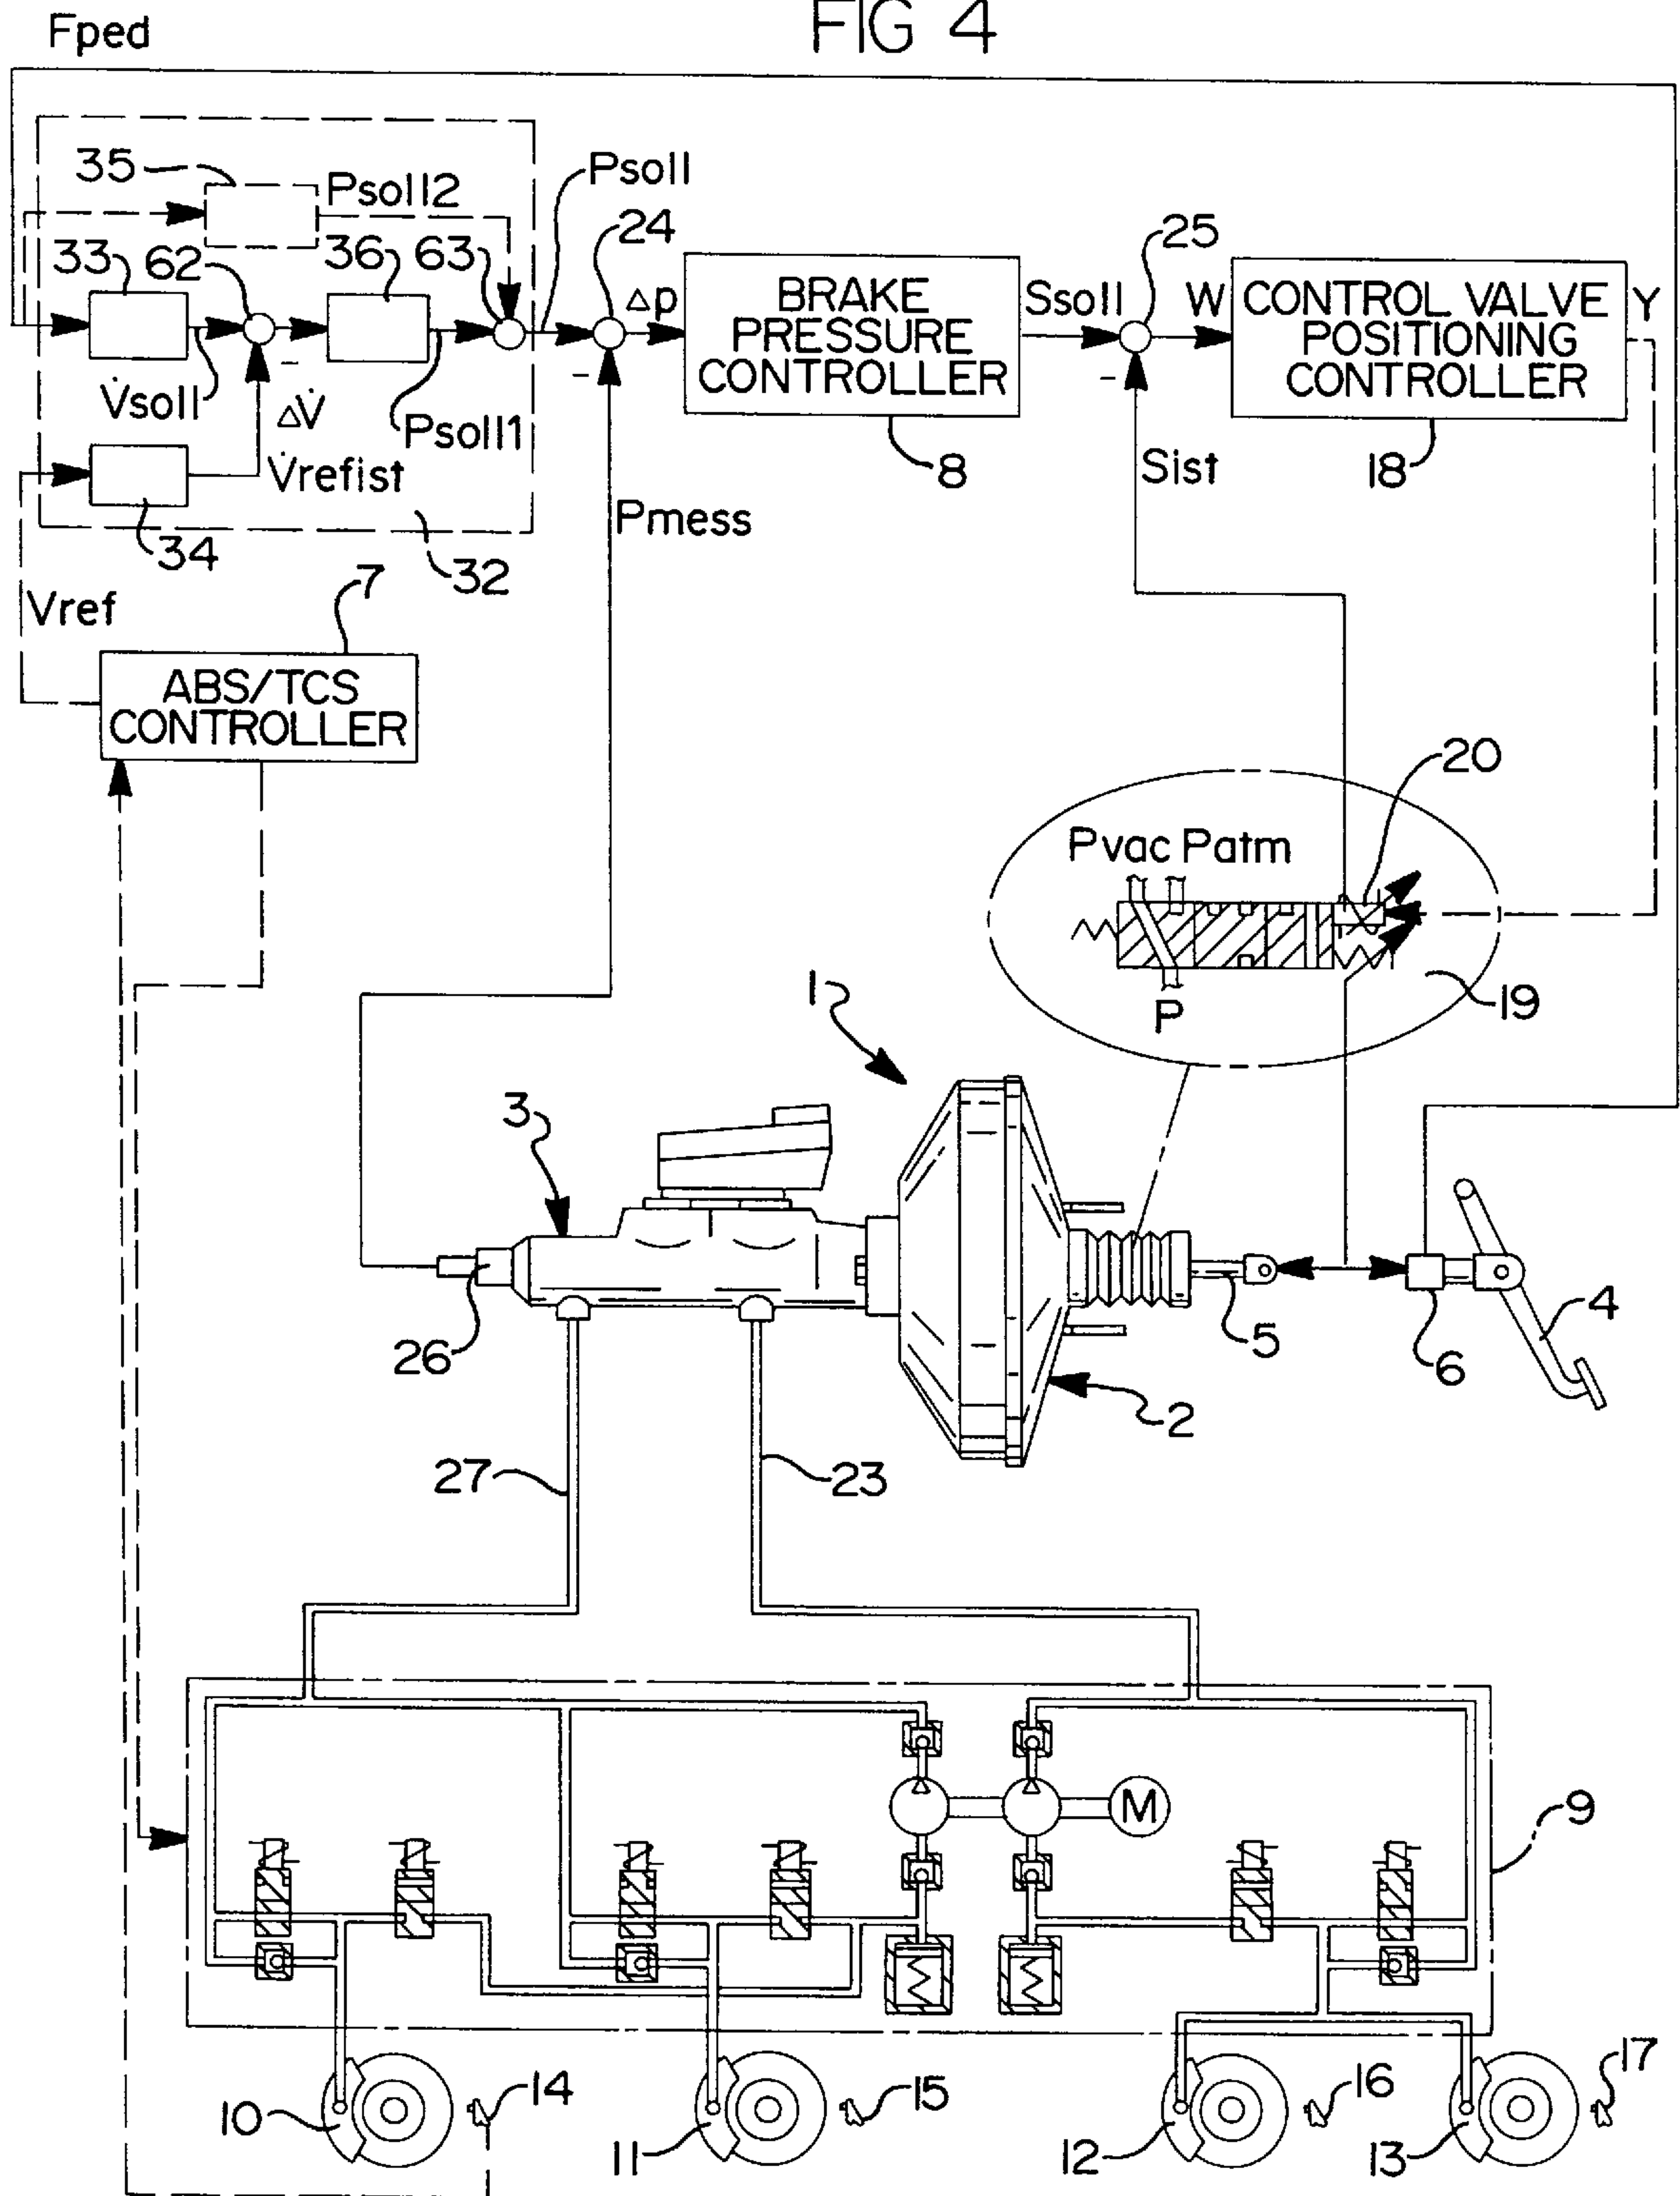 FIG 4
Fped
35
Psoll2
Psoll
24
33
62
36
63
Δp
BRAKE
PRESSURE
CONTROLLER
Ssoll
25
W
CONTROL VALVE
POSITIONING
CONTROLLER
Y
-
-
-
V̇soll
ΔV̇
Psoll1
8
18
V̇refist
Sist
Pmess
34
32
Vref
7
ABS/TCS
CONTROLLER
20
Pvac Patm
P
19
1
3
26
5
6
4
2
27
23
M
9
10
14
11
15
12
16
13
17